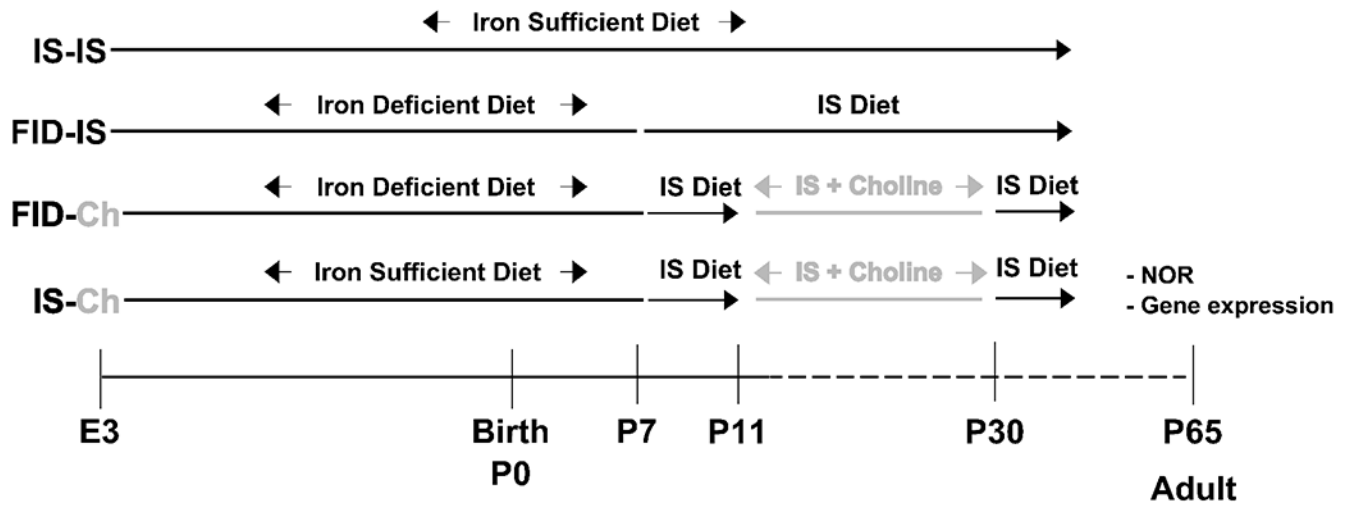 Iron Sufficient Diet
IS-IS
Iron Deficient Diet IS Diet
FID-IS
Iron Deficient Diet IS Diet IS + Choline IS Diet
FID-Ch
Iron Sufficient Diet IS Diet IS + Choline IS Diet
IS-Ch
- NOR
- Gene expression
E3 Birth P7 P11 P30 P65
P0 Adult